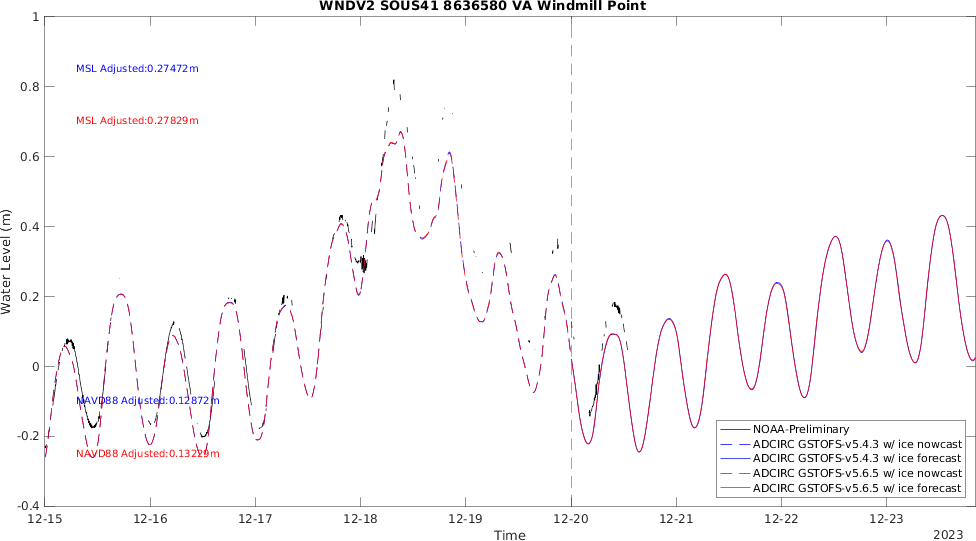 WNDV2 SOUS41 8636580 VA Windmill Point
1
0.8
0.6
0.4
0.2
0
-0.2
-0.4
Water Level (m)
MSL Adjusted:0.27472m
MSL Adjusted:0.27829m
NAVD88 Adjusted:0.12872m
NAVD88 Adjusted:0.13229m
NOAA-Preliminary
ADCIRC GSTOFS-v5.4.3 w/ ice nowcast
ADCIRC GSTOFS-v5.4.3 w/ ice forecast
ADCIRC GSTOFS-v5.6.5 w/ ice nowcast
ADCIRC GSTOFS-v5.6.5 w/ ice forecast
12-15 12-16 12-17 12-18 12-19 12-20 12-21 12-22 12-23
Time
2023